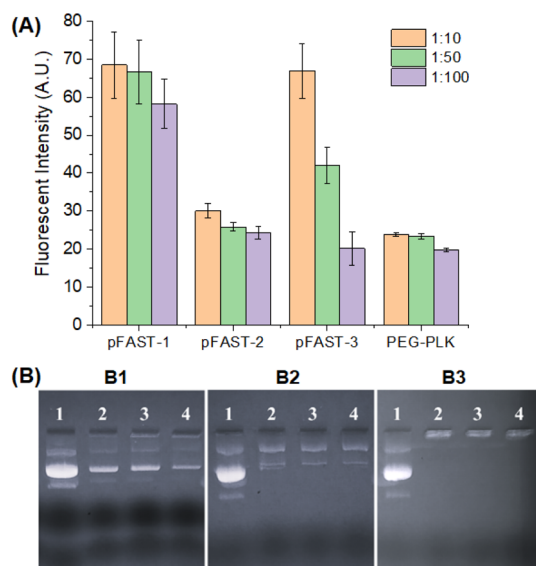 (A)
Fluorescent Intensity (A.U.)
80
70
60
50
40
30
20
10
0
1:10
1:50
1:100
pFAST-1 pFAST-2 pFAST-3 PEG-PLK
(B) B1 B2 B3
1 2 3 4 1 2 3 4 1 2 3 4